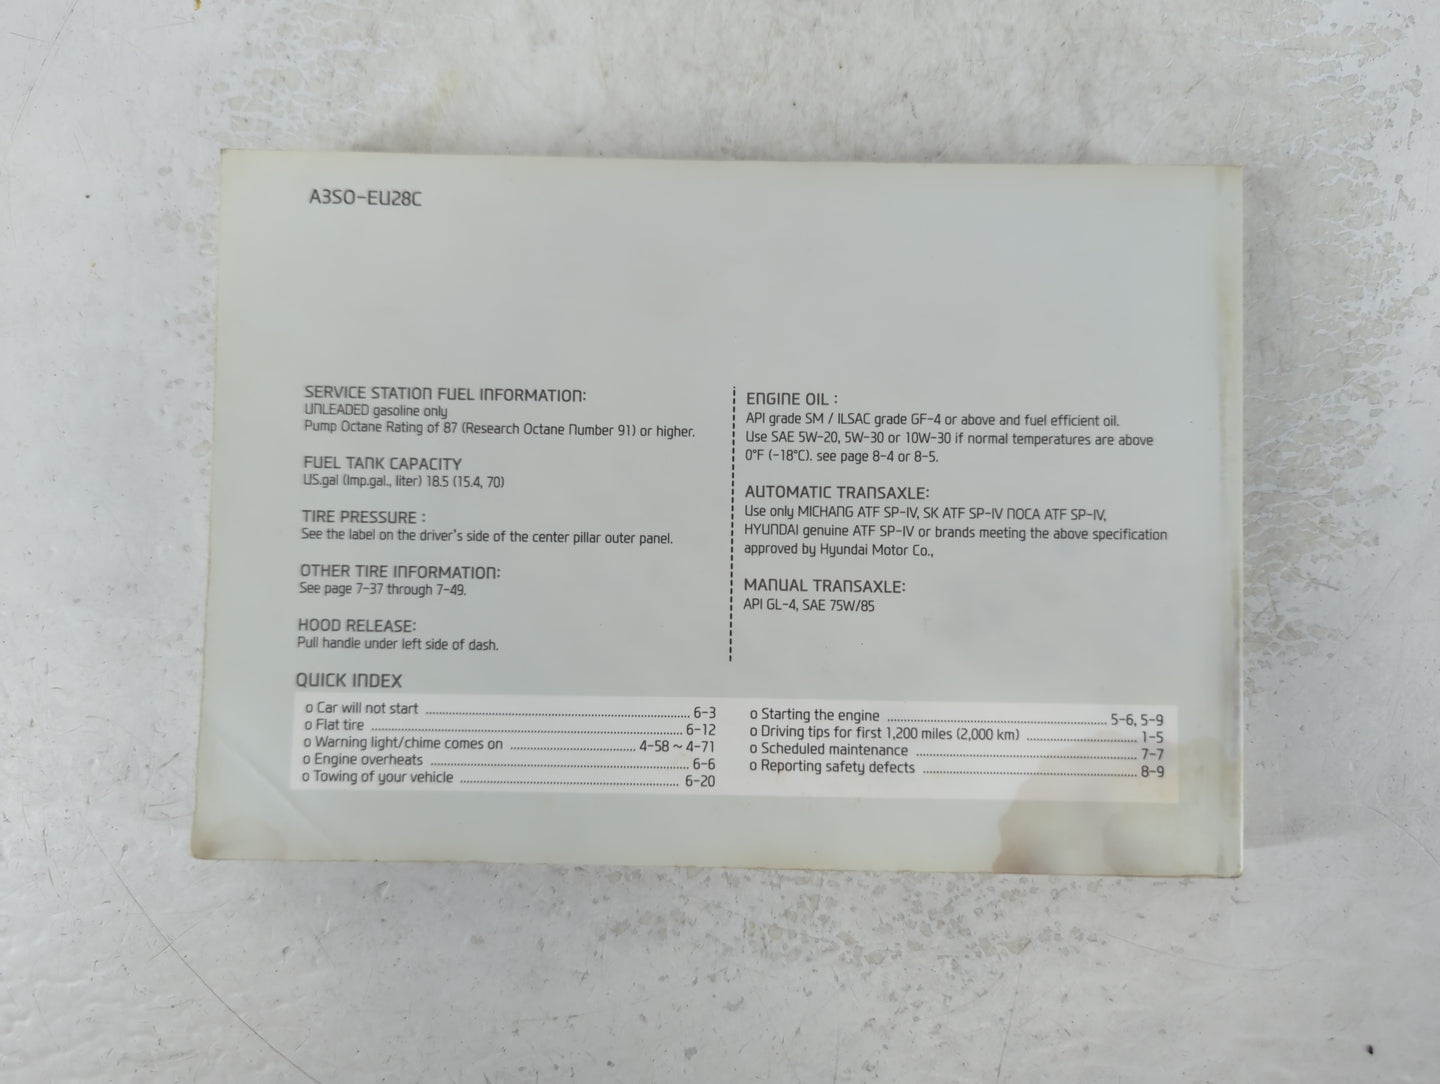 A3SO-EU28C
SERVICE STATION FUEL INFORMATION:
UNLEADED gasoline only
Pump Octane Rating of 87 (Research Octane Number 91) or higher.
FUEL TANK CAPACITY
US.gal (Imp.gal., liter) 18.5 (15.4, 70)
TIRE PRESSURE :
See the label on the driver's side of the center pillar outer panel.
OTHER TIRE INFORMATION:
See page 7-37 through 7-49.
HOOD RELEASE:
Pull handle under left side of dash.
ENGINE OIL :
API grade SM / ILSAC grade GF-4 or above and fuel efficient oil.
Use SAE 5W-20, 5W-30 or 10W-30 if normal temperatures are above
0°F (-18°C). see page 8-4 or 8-5.
AUTOMATIC TRANSAXLE:
Use only MICHANG ATF SP-IV, SK ATF SP-IV NOCA ATF SP-IV,
HYUNDAI genuine ATF SP-IV or brands meeting the above specification
approved by Hyundai Motor Co.,
MANUAL TRANSAXLE:
API GL-4, SAE 75W/85
QUICK INDEX
o Car will not start ........ 6-3
o Flat tire ........ 6-12
o Warning light/chime comes on ........ 4-58 ~ 4-71
o Engine overheats ........ 6-6
o Towing of your vehicle ........ 6-20
o Starting the engine ........ 5-6, 5-9
o Driving tips for first 1,200 miles (2,000 km) ........ 1-5
o Scheduled maintenance ........ 7-7
o Reporting safety defects ........ 8-9